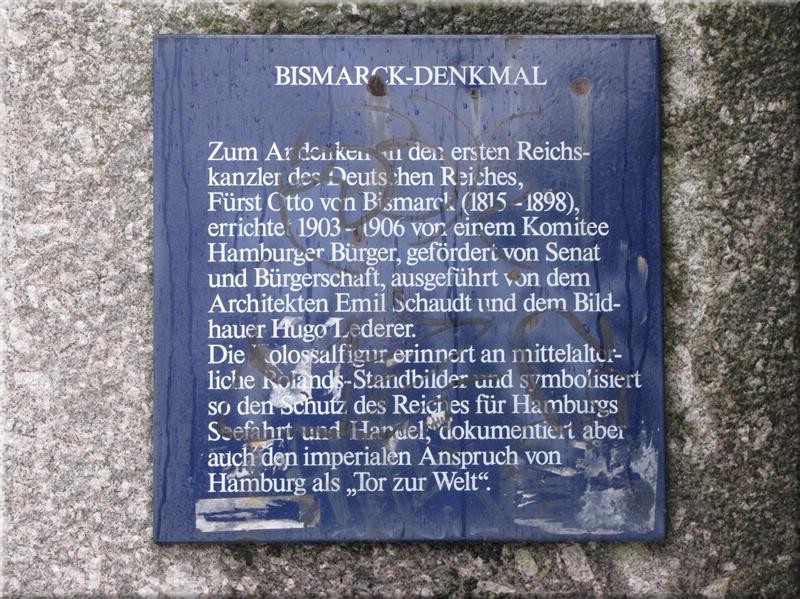 BISMARCK-DENKMAL
Zum Andenken an den ersten Reichs-
kanzler des Deutschen Reiches,
Fürst Otto von Bismarck (1815 - 1898),
errichtet 1903 - 1906 von einem Komitee
Hamburger Bürger, gefördert von Senat
und Bürgerschaft, ausgeführt von dem
Architekten Emil Schaudt und dem Bild-
hauer Hugo Lederer.
Die Kolossalfigur erinnert an mittelalter-
liche Rolands-Standbilder und symbolisiert
so den Schutz des Reiches für Hamburgs
Seefahrt und Handel, dokumentiert aber
auch den imperialen Anspruch von
Hamburg als „Tor zur Welt“.